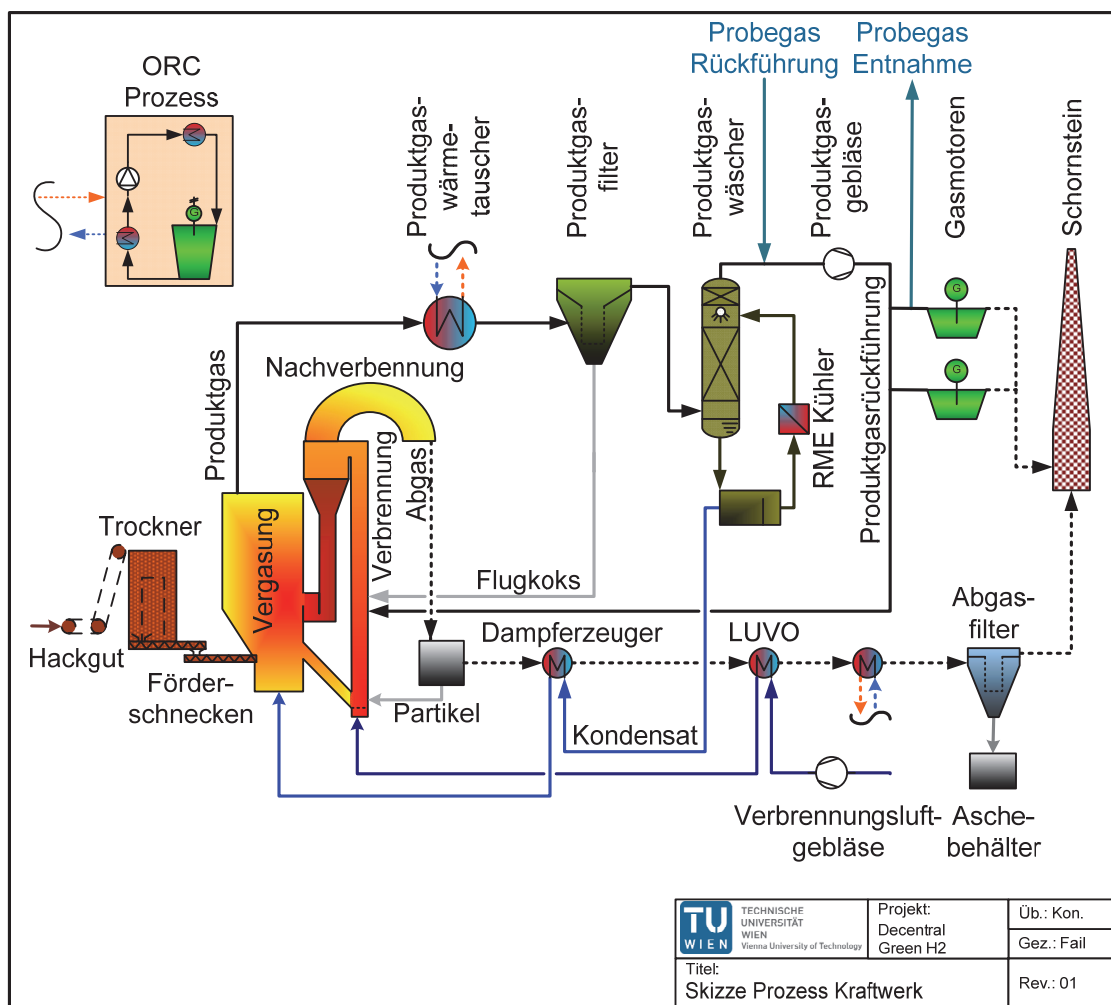 ORC
Prozess
G
Probegas
Rückführung
Probegas
Entnahme
Produktgas-
wärme-
tauscher
Produktgas-
filter
Produktgas-
wäscher
Produktgas-
gebläse
Gasmotoren
Schornstein
G
G
Produktgas
Nachverbennung
Vergasung
Verbrennung
Abgas
RME Kühler
Produktgasrückführung
Trockner
Hackgut
Förder-
schnecken
Flugkoks
Partikel
Dampferzeuger
LUVO
Abgas-
filter
Kondensat
Verbrennungsluft-
gebläse
Asche-
behälter
TU
WIEN
TECHNISCHE
UNIVERSITÄT
WIEN
Vienna University of Technology
Projekt:
Decentral
Green H2
Üb.: Kon.
Gez.: Fail
Titel:
Skizze Prozess Kraftwerk
Rev.: 01